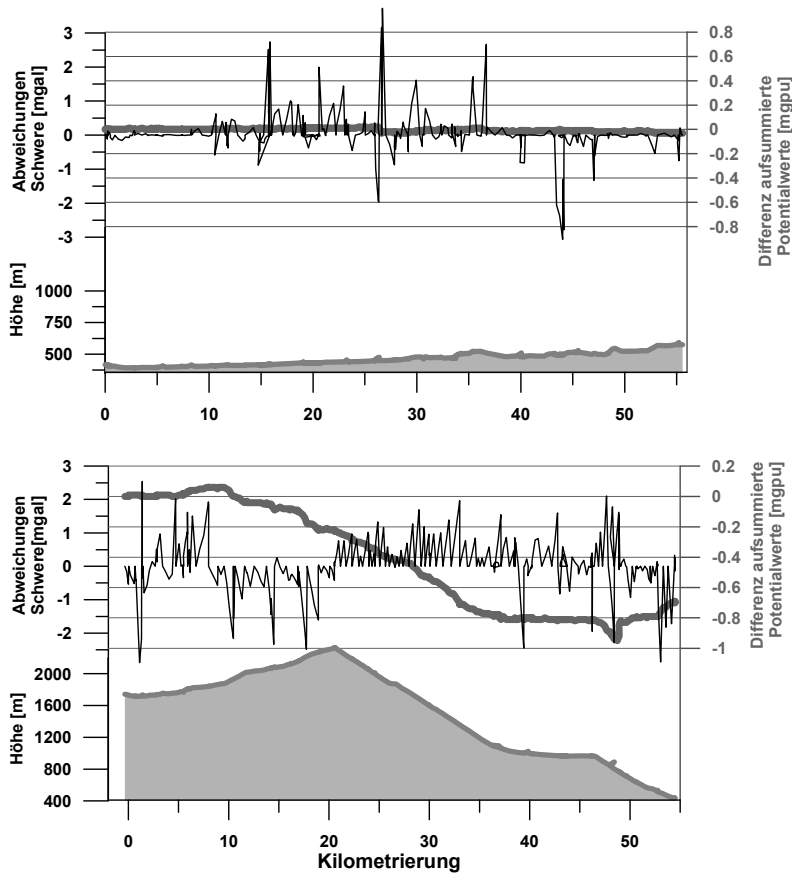 3
2
1
0
-1
-2
-3
Abweichungen
Schwere [mgal]
0.8
0.6
0.4
0.2
0
-0.2
-0.4
-0.6
-0.8
Differenz aufsummierte
Potentialwerte [mgpu]
1000
750
500
Höhe [m]
0 10 20 30 40 50
3
2
1
0
-1
-2
Abweichungen
Schwere[mgal]
0.2
0
-0.2
-0.4
-0.6
-0.8
-1
Differenz aufsummierte
Potentialwerte [mgpu]
2000
1600
1200
800
400
Höhe [m]
0 10 20 30 40 50
Kilometrierung